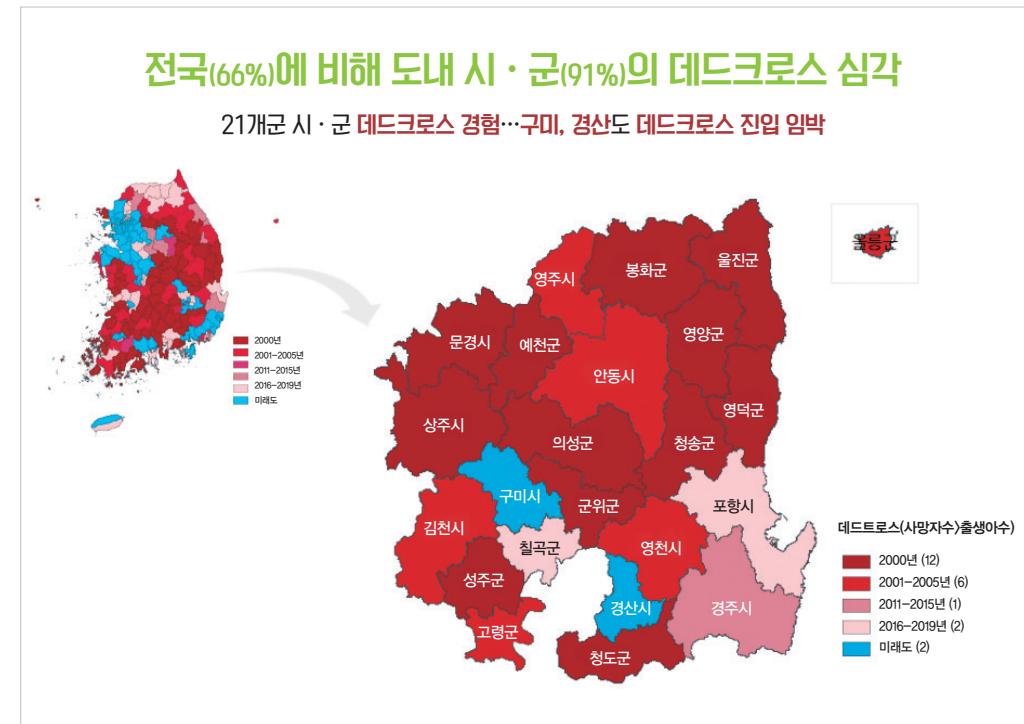 전국(66%)에 비해 도내 시 · 군(91%)의 데드크로스 심각
21개군 시 · 군 데드크로스 경험…구미, 경산도 데드크로스 진입 임박
2000년
2001-2005년
2011-2015년
2016-2019년
미래도
울릉군
봉화군
울진군
영주시
영양군
문경시
예천군
안동시
영덕군
상주시
의성군
청송군
구미시
군위군
포항시
김천시
칠곡군
영천시
성주군
경산시
경주시
고령군
청도군
데드트로스(사망자수>출생아수)
2000년 (12)
2001-2005년 (6)
2011-2015년 (1)
2016-2019년 (2)
미래도 (2)